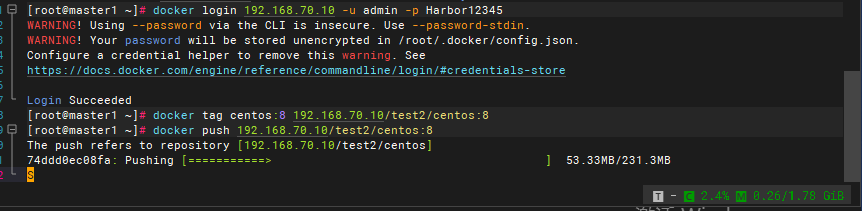 [root@master1 ~]# docker login 192.168.70.10 -u admin -p Harbor12345
WARNING! Using --password via the CLI is insecure. Use --password-stdin.
WARNING! Your password will be stored unencrypted in /root/.docker/config.json.
Configure a credential helper to remove this warning. See
https://docs.docker.com/engine/reference/commandline/login/#credentials-store
Login Succeeded
[root@master1 ~]# docker tag centos:8 192.168.70.10/test2/centos:8
[root@master1 ~]# docker push 192.168.70.10/test2/centos:8
The push refers to repository [192.168.70.10/test2/centos]
74ddd0ec08fa: Pushing [===========>                                       ]  53.33MB/231.3MB
S
T - C 2.4% M 0.26/1.78 GiB